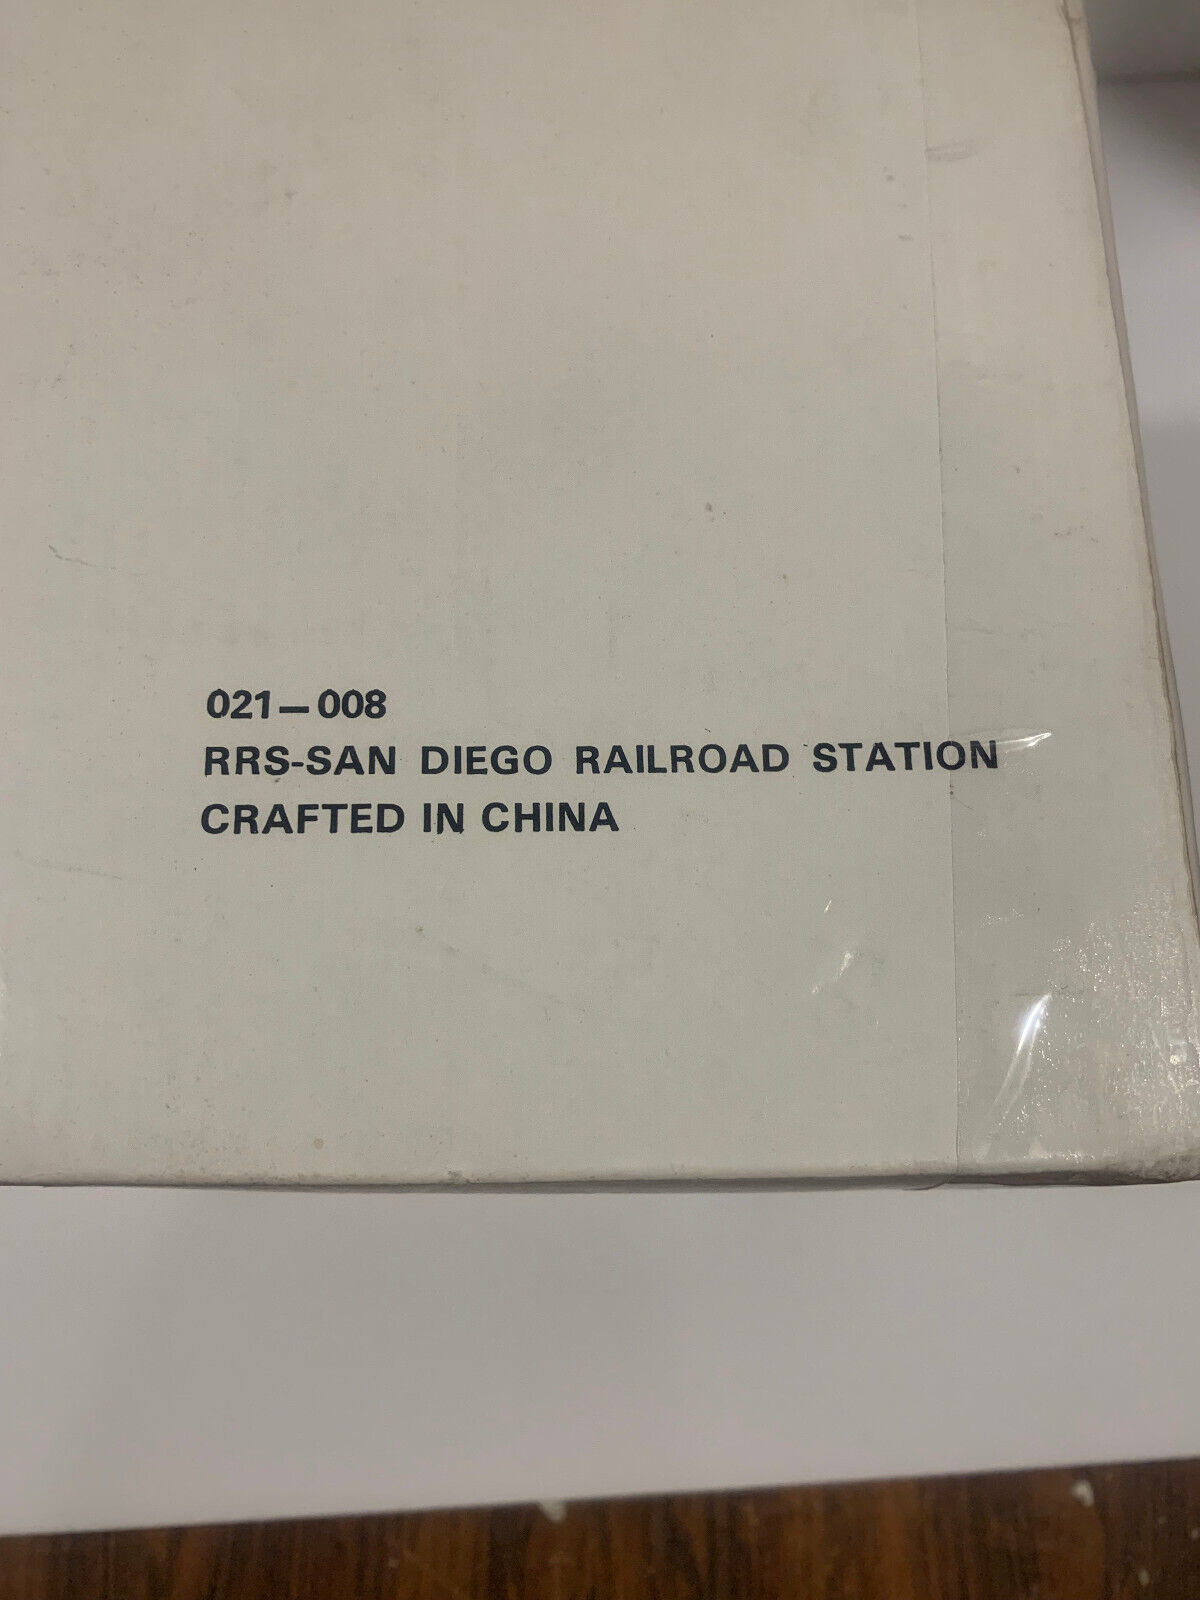 021—008
RRS-SAN DIEGO RAILROAD STATION
CRAFTED IN CHINA